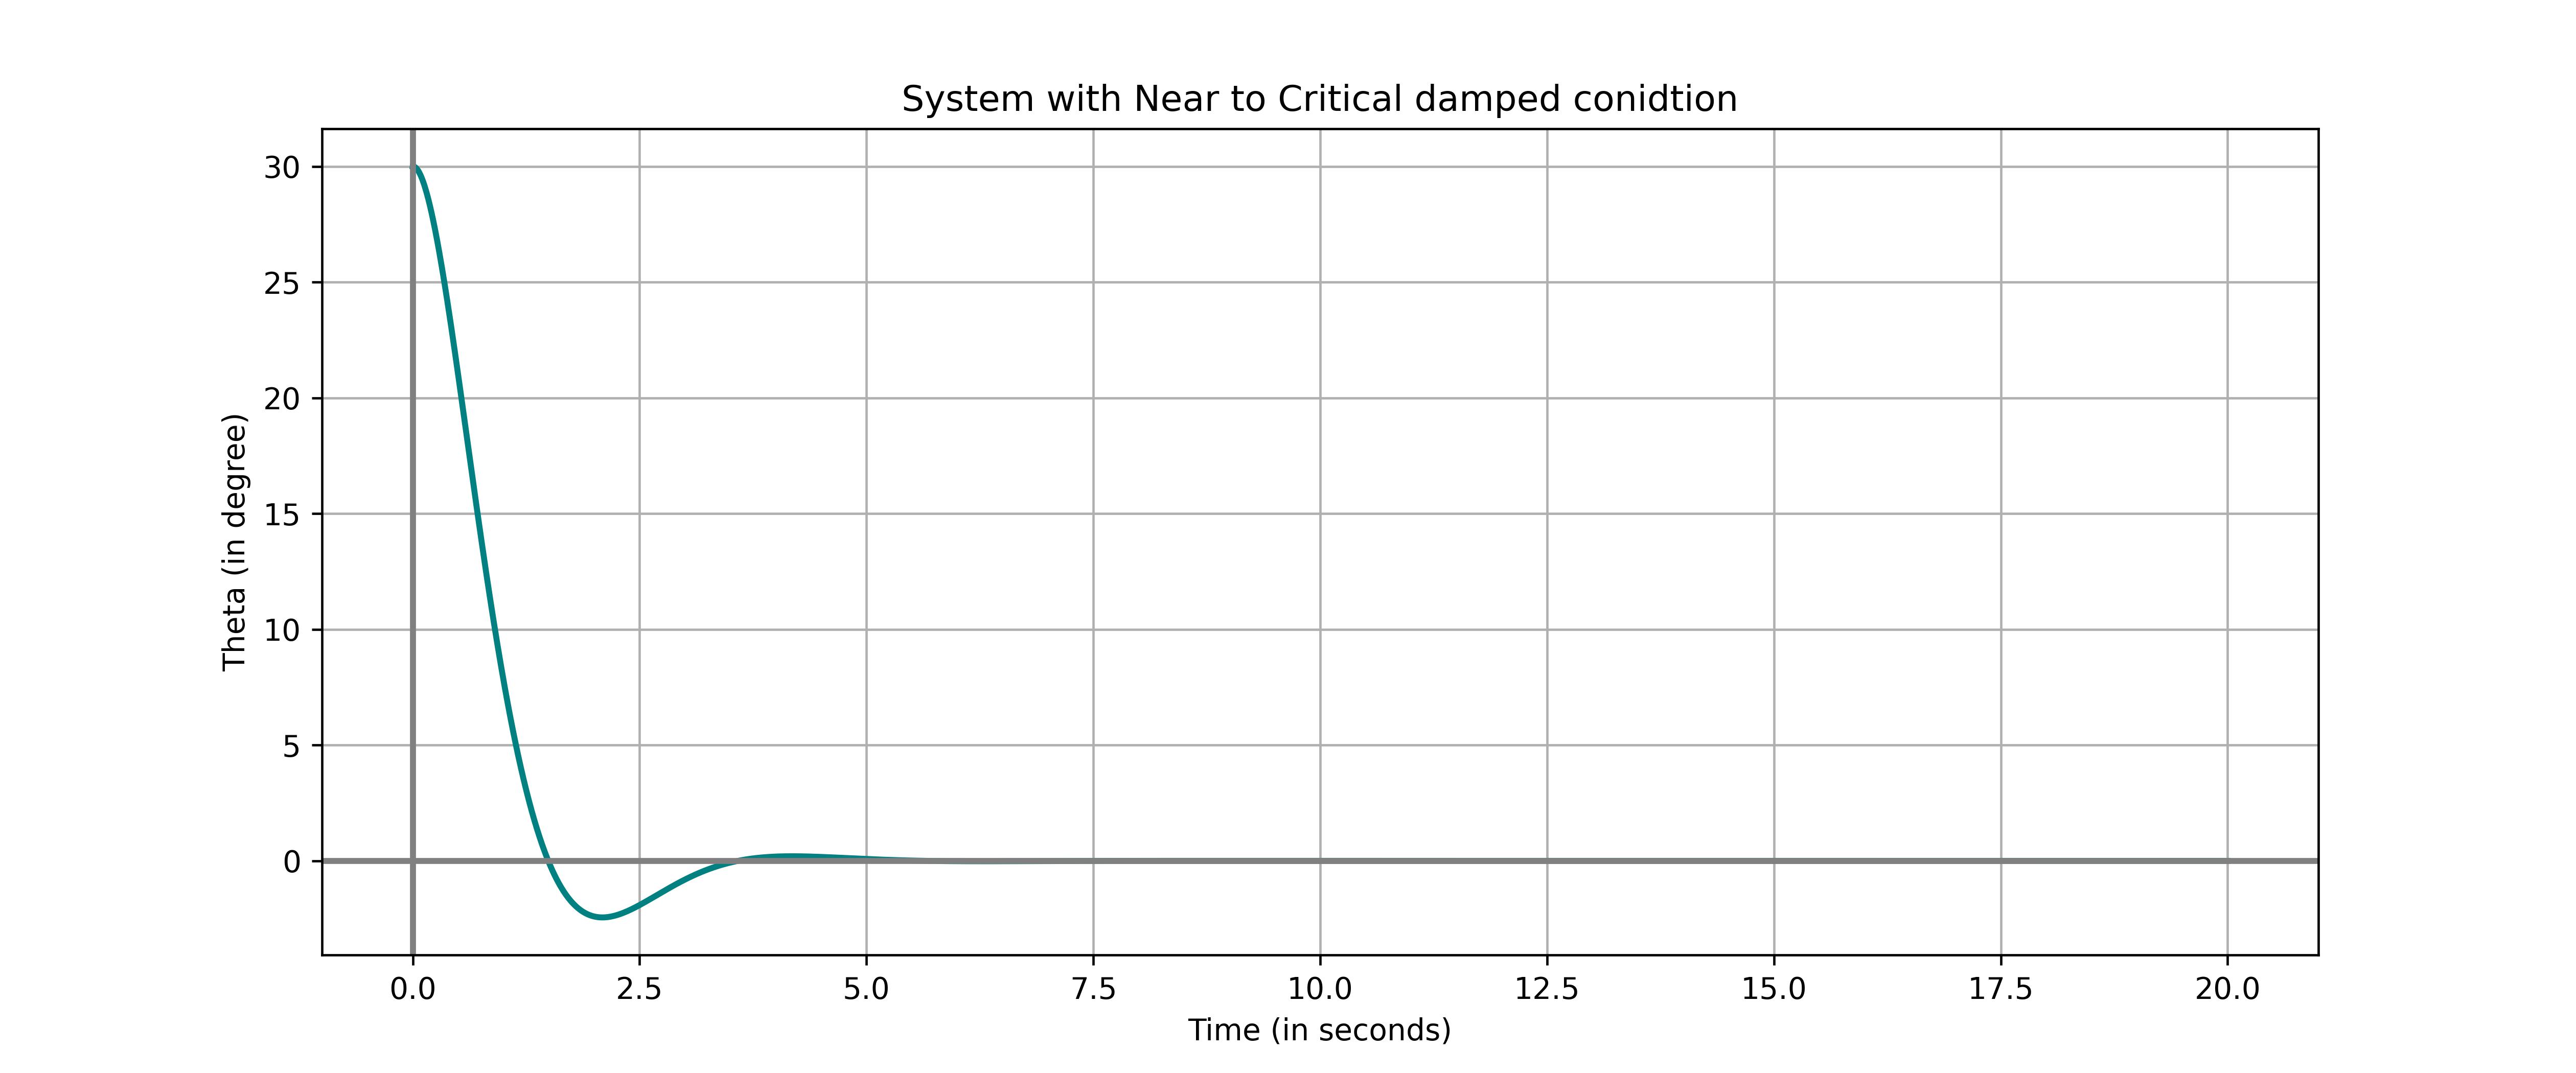 System with Near to Critical damped conidtion
Theta (in degree)
30
25
20
15
10
5
0
0.0 2.5 5.0 7.5 10.0 12.5 15.0 17.5 20.0
Time (in seconds)